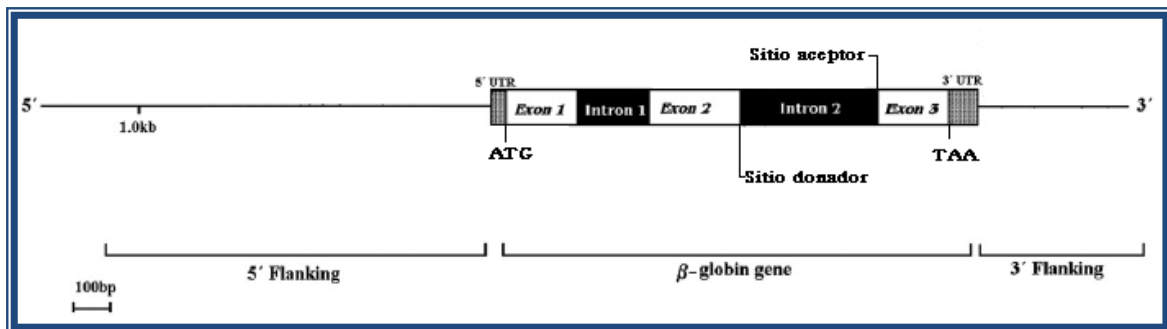 Sitio aceptor
5´ UTR
3´ UTR
5´
Exon 1
Intron 1
Exon 2
Intron 2
Exon 3
3´
1.0kb
ATG
TAA
Sitio donador
5´ Flanking
β-globin gene
3´ Flanking
100bp